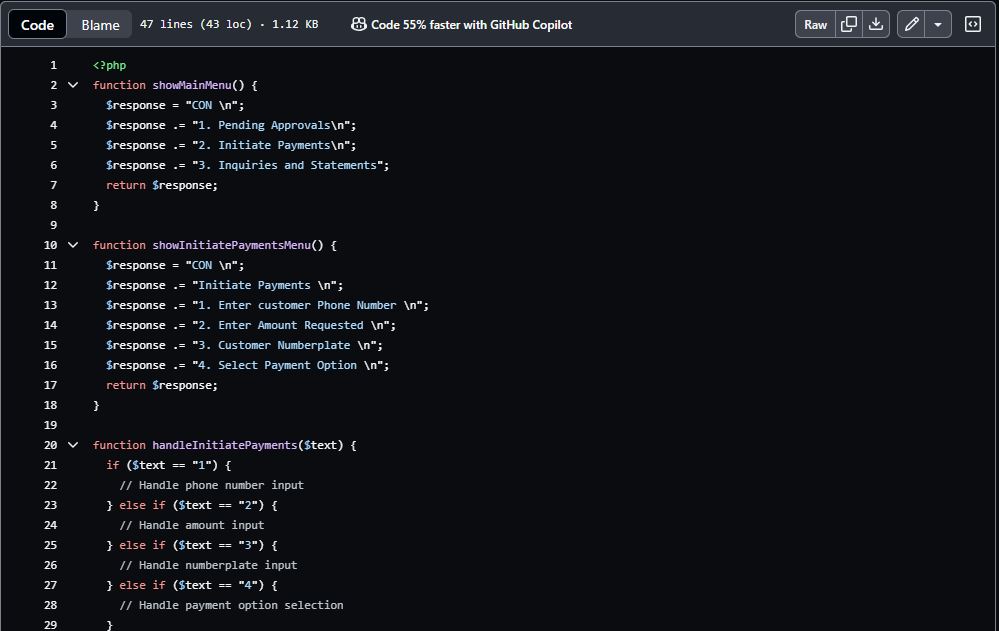 Code Blame 47 lines (43 loc) · 1.12 KB Code 55% faster with GitHub Copilot Raw
1 <?php
2 function showMainMenu() {
3   $response = "CON \n";
4   $response .= "1. Pending Approvals\n";
5   $response .= "2. Initiate Payments\n";
6   $response .= "3. Inquiries and Statements";
7   return $response;
8 }
9
10 function showInitiatePaymentsMenu() {
11   $response = "CON \n";
12   $response .= "Initiate Payments \n";
13   $response .= "1. Enter customer Phone Number \n";
14   $response .= "2. Enter Amount Requested \n";
15   $response .= "3. Customer Numberplate \n";
16   $response .= "4. Select Payment Option \n";
17   return $response;
18 }
19
20 function handleInitiatePayments($text) {
21   if ($text == "1") {
22     // Handle phone number input
23   } else if ($text == "2") {
24     // Handle amount input
25   } else if ($text == "3") {
26     // Handle numberplate input
27   } else if ($text == "4") {
28     // Handle payment option selection
29   }